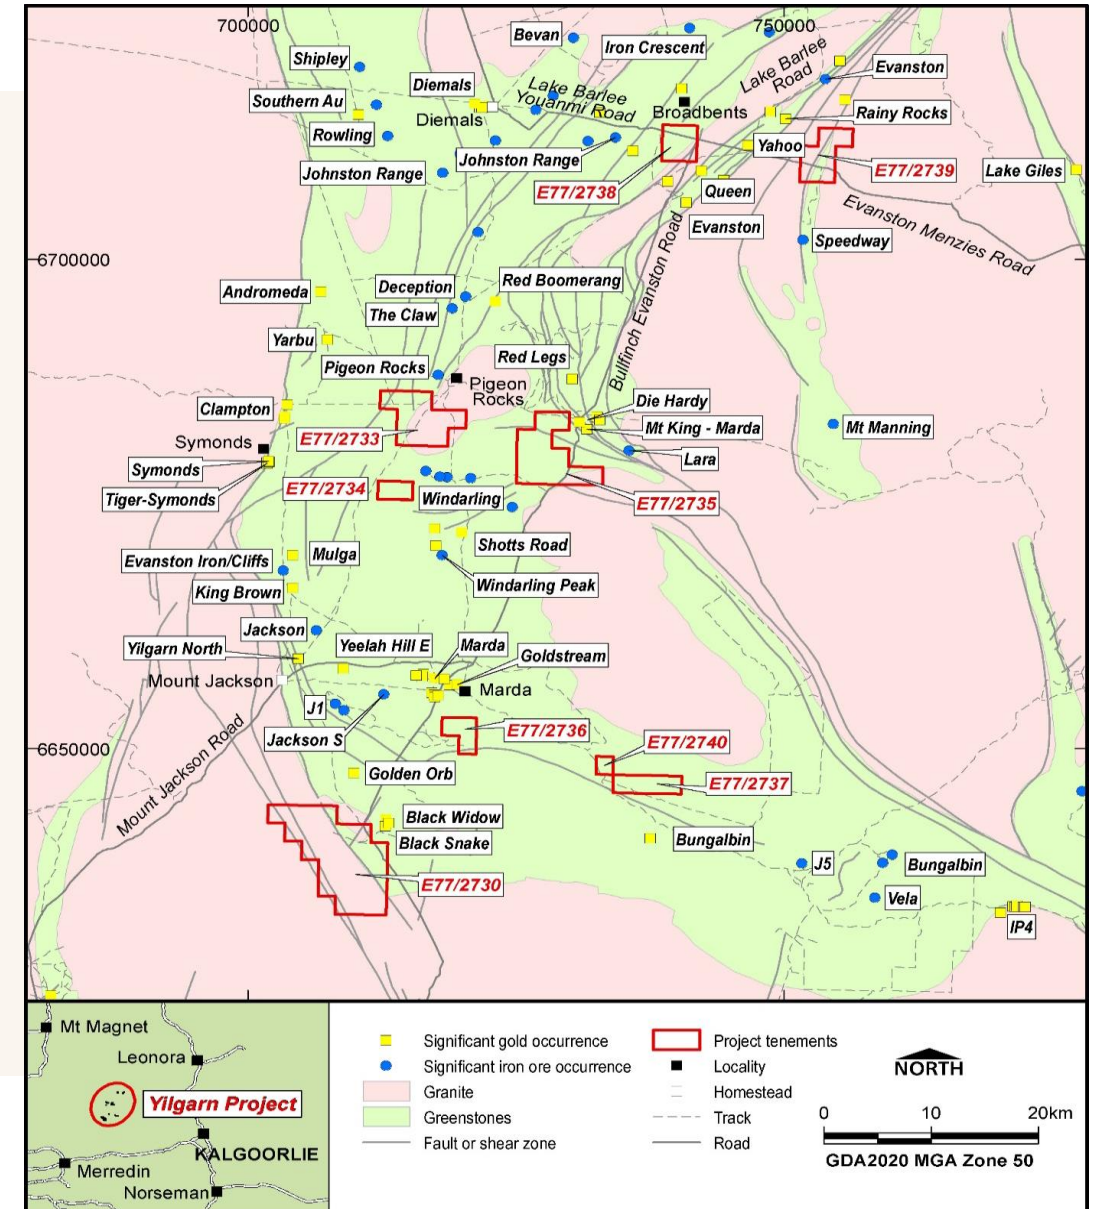 700000
750000
Bevan
Iron Crescent
Shipley
Lake Barlee
Road
Evanston
Diemals
Lake Barlee
Youanmi Road
Southern Au
Diemals
Broadbents
Rainy Rocks
Rowling
Yahoo
Johnston Range
Johnston Range
E77/2738
E77/2739
Lake Giles
Queen
Evanston
Evanston Menzies Road
Speedway
6700000
Bullfinch Evanston Road
Andromeda
Deception
Red Boomerang
The Claw
Yarbu
Red Legs
Pigeon Rocks
Pigeon
Rocks
Clampton
Die Hardy
E77/2733
Mt King - Marda
Mt Manning
Symonds
Symonds
Lara
Tiger-Symonds
E77/2734
Windarling
E77/2735
Shotts Road
Evanston Iron/Cliffs
Mulga
Windarling Peak
King Brown
Jackson
Yilgarn North
Yeelah Hill E
Marda
Goldstream
Mount Jackson
Marda
J1
Jackson S
E77/2736
E77/2740
6650000
Mount Jackson Road
Golden Orb
E77/2737
Black Widow
Black Snake
Bungalbin
J5
Bungalbin
E77/2730
Vela
IP4
Mt Magnet
Leonora
Yilgarn Project
KALGOORLIE
Merredin
Norseman
Significant gold occurrence
Significant iron ore occurrence
Granite
Greenstones
Fault or shear zone
Project tenements
Locality
Homestead
Track
Road
NORTH
0 10 20km
GDA2020 MGA Zone 50